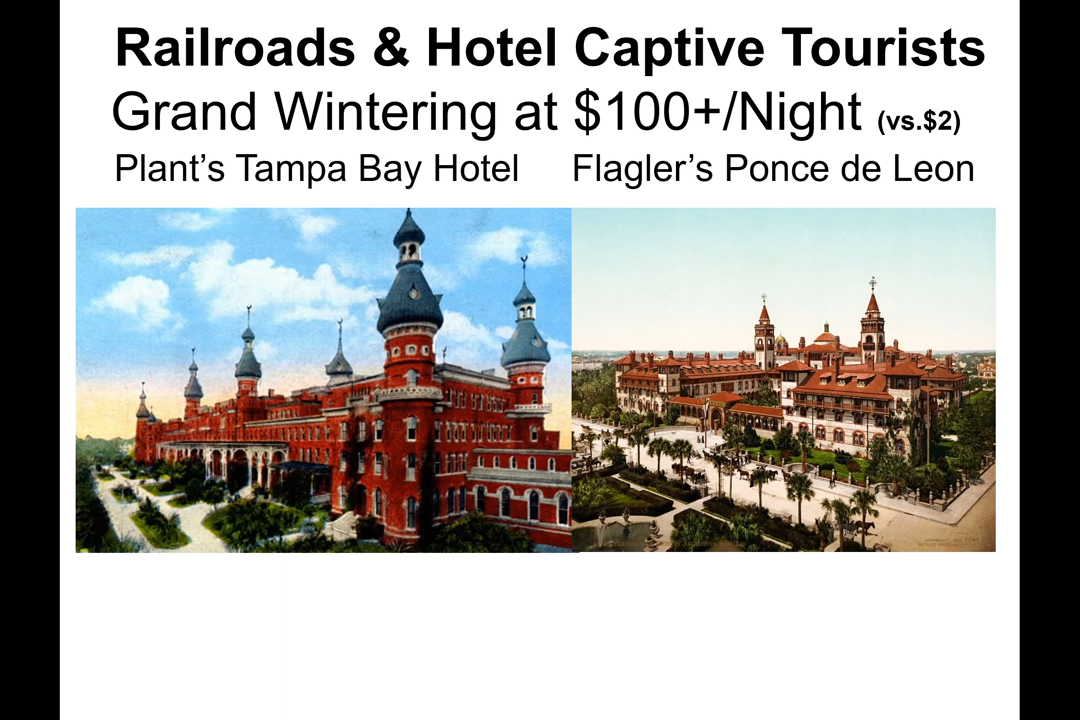 Railroads & Hotel Captive Tourists
Grand Wintering at $100+/Night (vs.$2)
Plant’s Tampa Bay Hotel Flagler’s Ponce de Leon